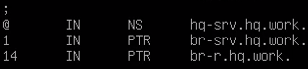 ;
@ IN NS hq-srv.hq.work.
1 IN PTR br-srv.hq.work.
14 IN PTR br-r.hq.work.